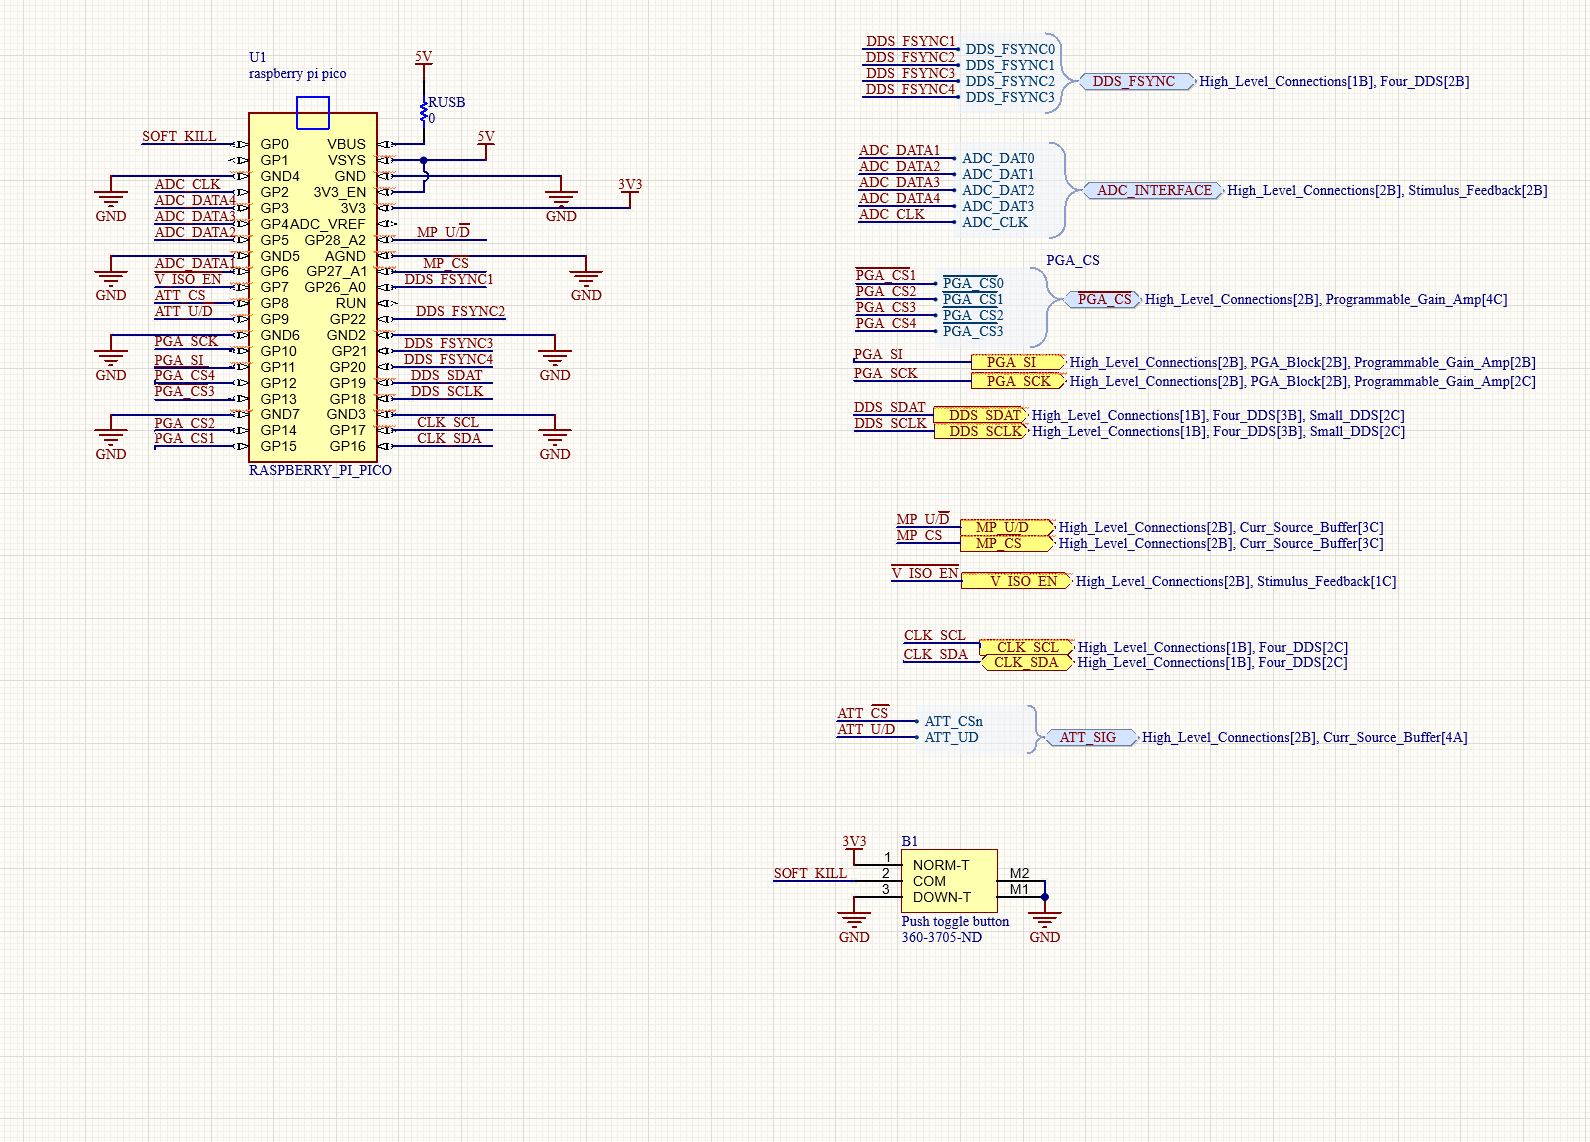 U1
raspberry pi pico
5V
RUSB
0
5V
3V3
SOFT_KILL
ADC_CLK
ADC_DATA4
ADC_DATA3
ADC_DATA2
ADC_DATA1
V_ISO_EN
ATT_CS
ATT_U/D
PGA_SCK
PGA_SI
PGA_CS4
PGA_CS3
PGA_CS2
PGA_CS1
GND
GND
GND
GND
GP0 VBUS
GP1 VSYS
GND4 GND
GP2 3V3_EN
GP3 3V3
GP4 ADC_VREF
GP5 GP28_A2
GND5 AGND
GP6 GP27_A1
GP7 GP26_A0
GP8 RUN
GP9 GP22
GND6 GND2
GP10 GP21
GP11 GP20
GP12 GP19
GP13 GP18
GND7 GND3
GP14 GP17
GP15 GP16
RASPBERRY_PI_PICO
GND
MP_U/D
MP_CS
DDS_FSYNC1
GND
DDS_FSYNC2
DDS_FSYNC3
DDS_FSYNC4
GND
DDS_SDAT
DDS_SCLK
CLK_SCL
CLK_SDA
GND
DDS_FSYNC1 DDS_FSYNC0
DDS_FSYNC2 DDS_FSYNC1
DDS_FSYNC3 DDS_FSYNC2
DDS_FSYNC4 DDS_FSYNC3
DDS_FSYNC High_Level_Connections[1B], Four_DDS[2B]
ADC_DATA1 ADC_DAT0
ADC_DATA2 ADC_DAT1
ADC_DATA3 ADC_DAT2
ADC_DATA4 ADC_DAT3
ADC_CLK ADC_CLK
ADC_INTERFACE High_Level_Connections[2B], Stimulus_Feedback[2B]
PGA_CS
PGA_CS1 PGA_CS0
PGA_CS2 PGA_CS1
PGA_CS3 PGA_CS2
PGA_CS4 PGA_CS3
PGA_CS High_Level_Connections[2B], Programmable_Gain_Amp[4C]
PGA_SI PGA_SI High_Level_Connections[2B], PGA_Block[2B], Programmable_Gain_Amp[2B]
PGA_SCK PGA_SCK High_Level_Connections[2B], PGA_Block[2B], Programmable_Gain_Amp[2C]
DDS_SDAT DDS_SDAT High_Level_Connections[1B], Four_DDS[3B], Small_DDS[2C]
DDS_SCLK DDS_SCLK High_Level_Connections[1B], Four_DDS[3B], Small_DDS[2C]
MP_U/D MP_U/D High_Level_Connections[2B], Curr_Source_Buffer[3C]
MP_CS MP_CS High_Level_Connections[2B], Curr_Source_Buffer[3C]
V_ISO_EN V_ISO_EN High_Level_Connections[2B], Stimulus_Feedback[1C]
CLK_SCL CLK_SCL High_Level_Connections[1B], Four_DDS[2C]
CLK_SDA CLK_SDA High_Level_Connections[1B], Four_DDS[2C]
ATT_CS ATT_CSn
ATT_U/D ATT_UD
ATT_SIG High_Level_Connections[2B], Curr_Source_Buffer[4A]
3V3
B1
1 NORM-T
SOFT_KILL 2 COM M2
3 DOWN-T M1
GND
GND
Push toggle button
360-3705-ND